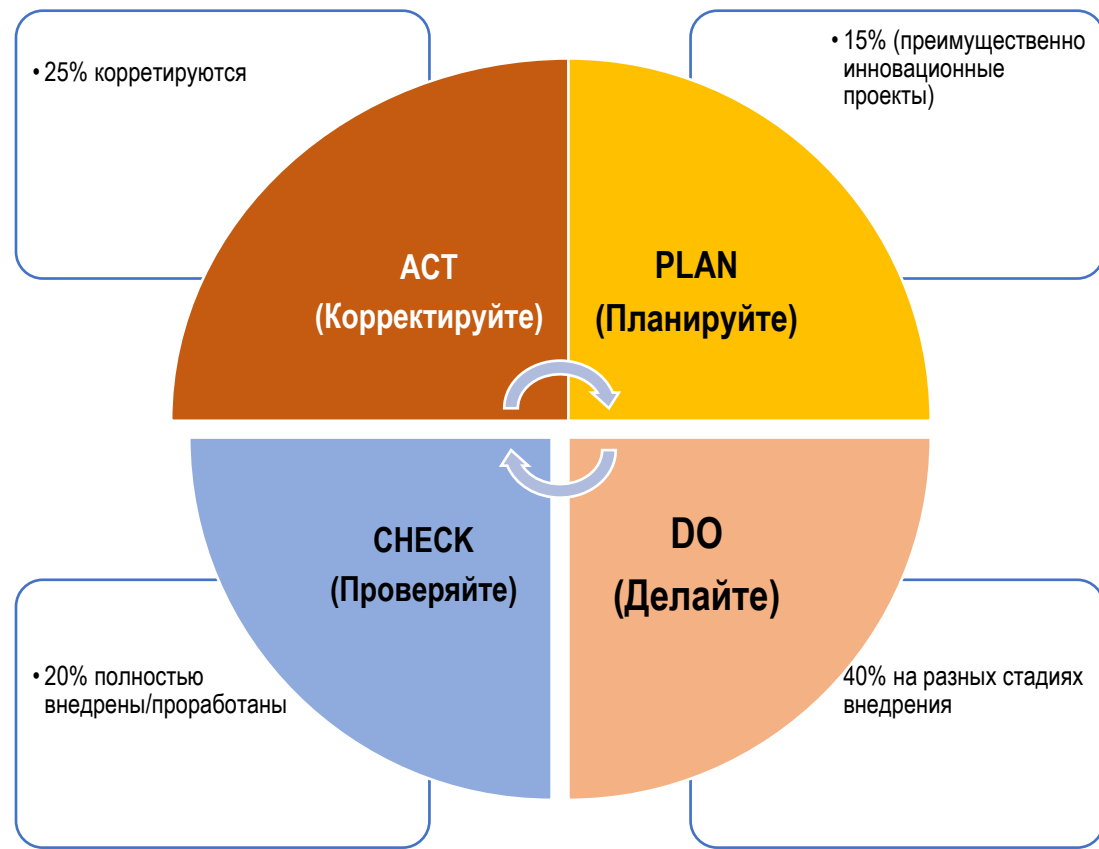 • 25% корретируются
• 15% (преимущественно
инновационные
проекты)
ACT
(Корректируйте)
PLAN
(Планируйте)
CHECK
(Проверяйте)
DO
(Делайте)
• 20% полностью
внедрены/проработаны
40% на разных стадиях
внедрения